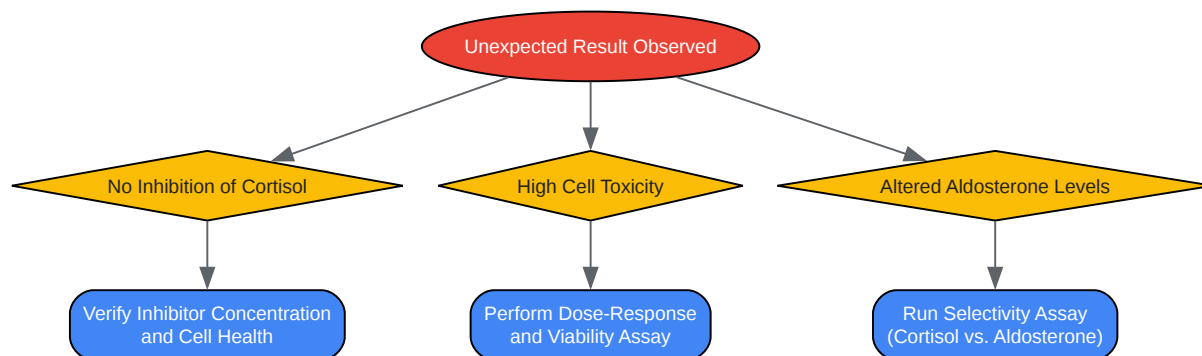 Unexpected Result Observed
No Inhibition of Cortisol
High Cell Toxicity
Altered Aldosterone Levels
Verify Inhibitor Concentration
and Cell Health
Perform Dose-Response
and Viability Assay
Run Selectivity Assay
(Cortisol vs. Aldosterone)